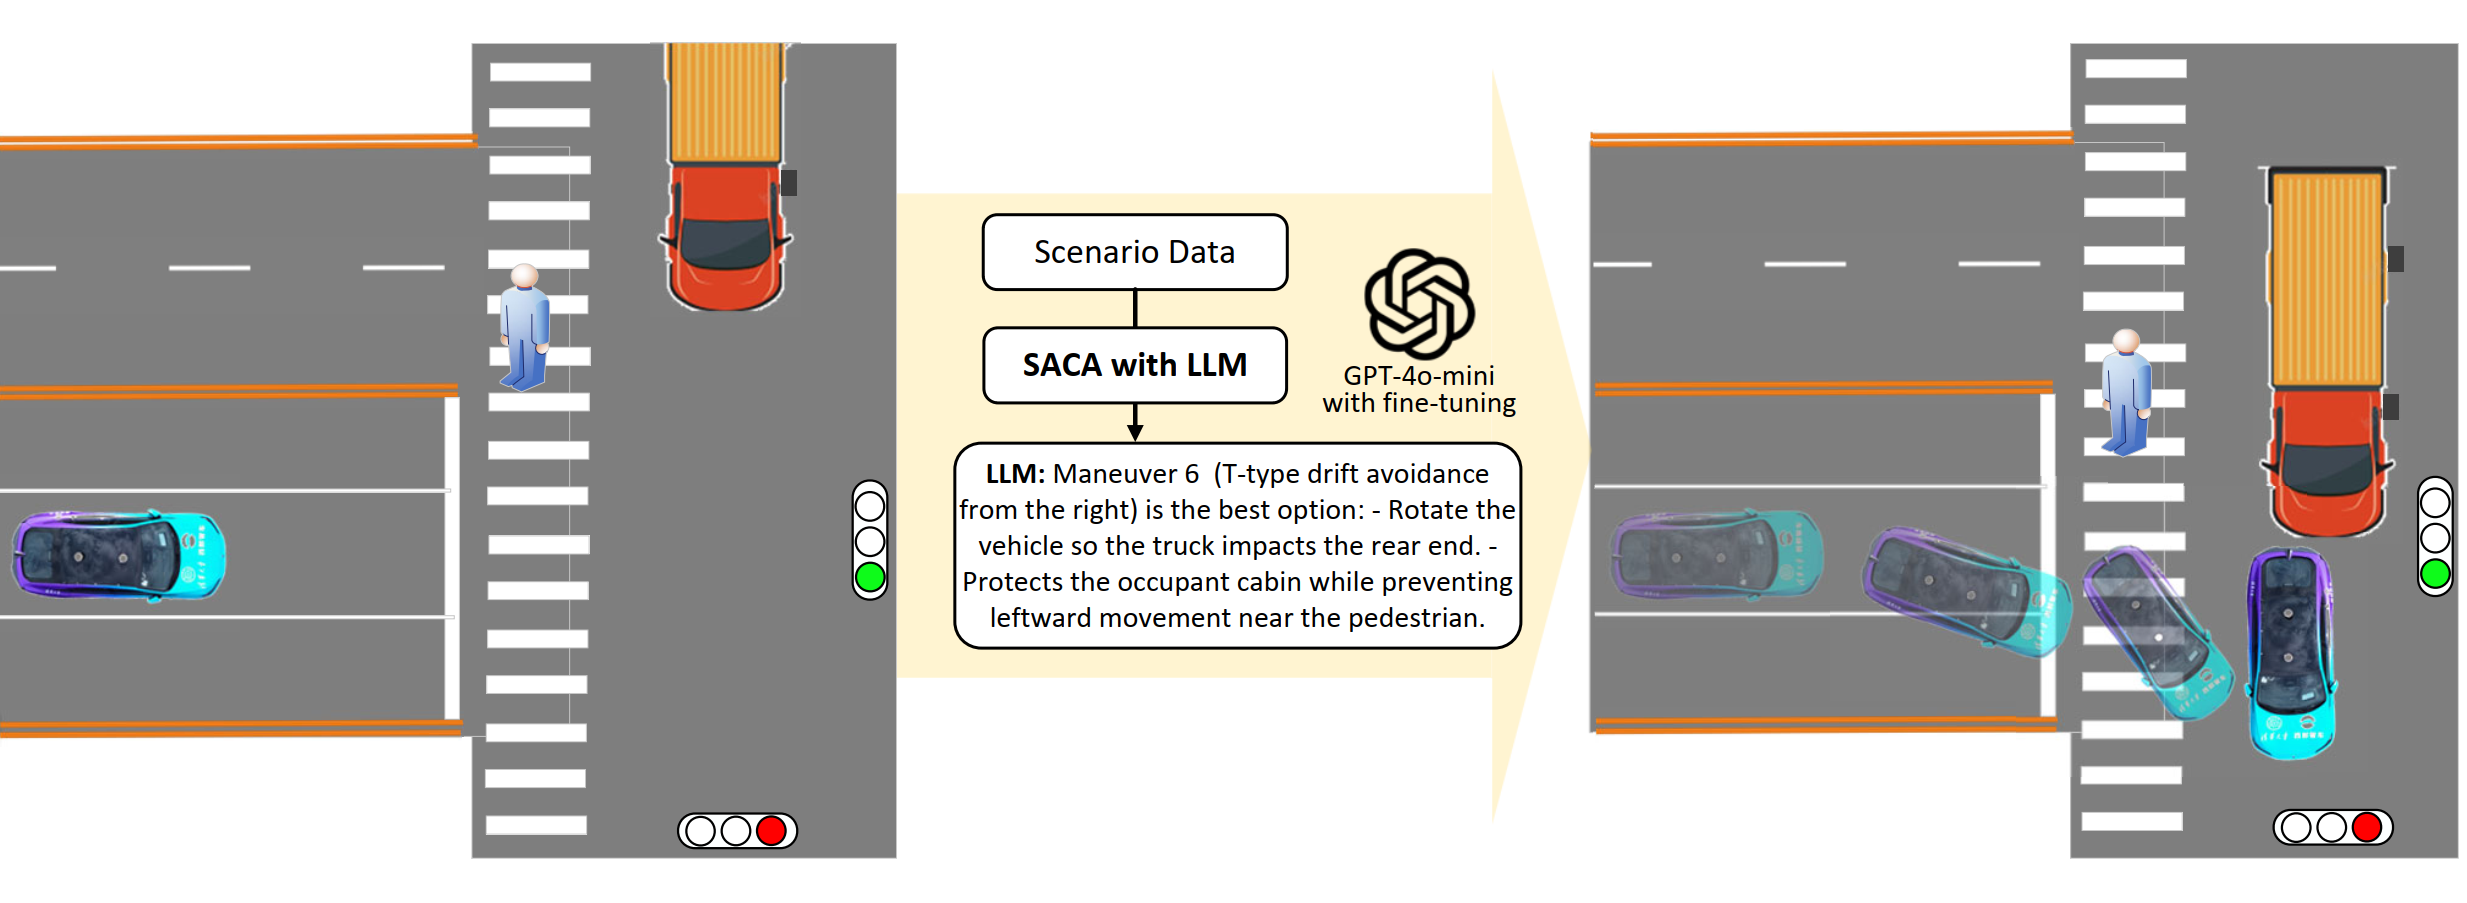 Scenario Data
SACA with LLM
GPT-4o-mini
with fine-tuning
LLM: Maneuver 6 (T-type drift avoidance
from the right) is the best option: - Rotate the
vehicle so the truck impacts the rear end. -
Protects the occupant cabin while preventing
leftward movement near the pedestrian.